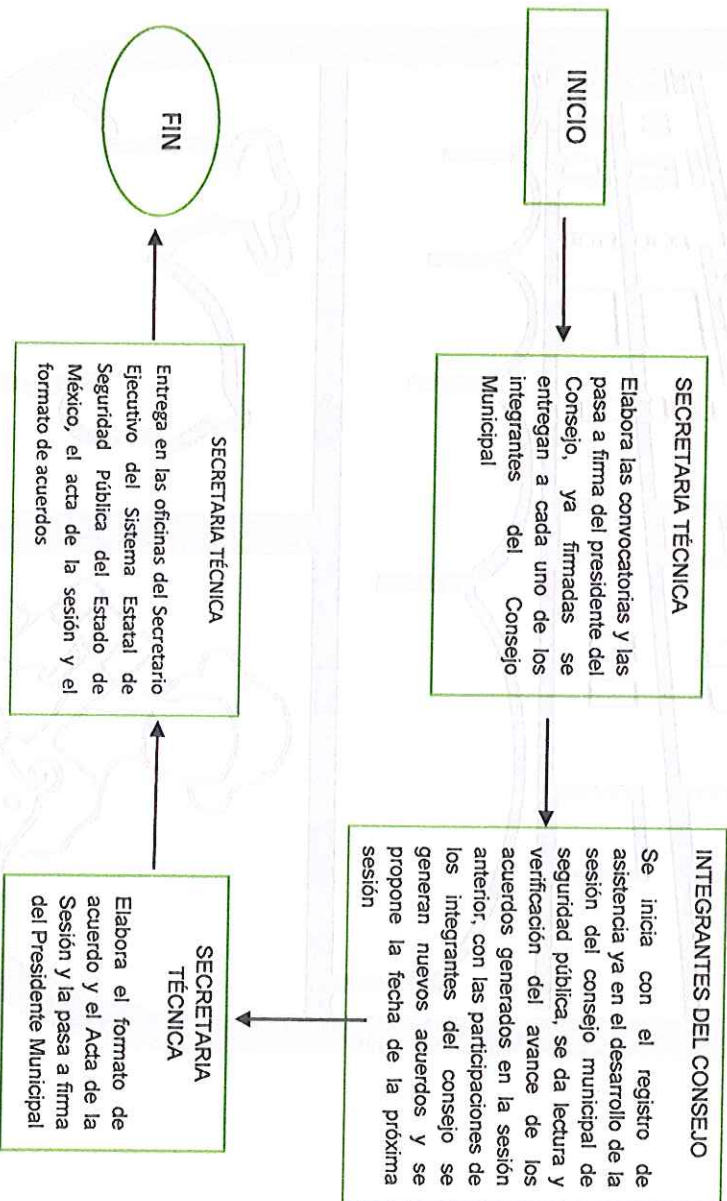 INICIO
SECRETARIA TÉCNICA
Elabora las convocatorias y las
pasa a firma del presidente del
Consejo, ya firmadas se
entregan a cada uno de los
integrantes del Consejo
Municipal
INTEGRANTES DEL CONSEJO
Se inicia con el registro de
asistencia ya en el desarrollo de la
sesión del consejo municipal de
seguridad pública, se da lectura y
verificación del avance de los
acuerdos generados en la sesión
anterior, con las participaciones de
los integrantes del consejo se
generan nuevos acuerdos y se
propone la fecha de la próxima
sesión
SECRETARIA
TÉCNICA
Elabora el formato de
acuerdo y el Acta de la
Sesión y la pasa a firma
del Presidente Municipal
SECRETARIA TÉCNICA
Entrega en las oficinas del Secretario
Ejecutivo del Sistema Estatal de
Seguridad Pública del Estado de
México, el acta de la sesión y el
formato de acuerdos
FIN